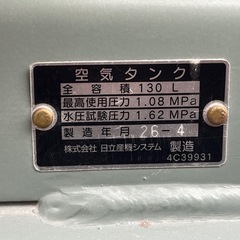 空気タンク
全容積 130 L
最高使用圧力 1.08 MPa
水圧試験圧力 1.62 MPa
製造年月 26-4
株式会社 日立産機システム 製造
4C39931